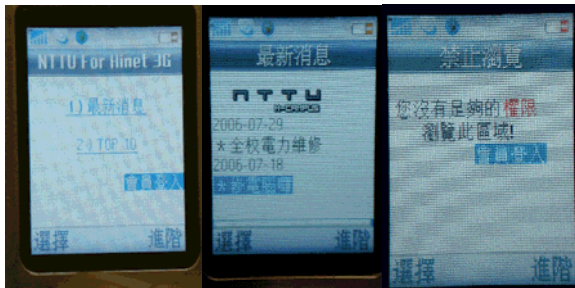 NTTU For Hinet 3G
1) 最新消息
2) TOP 10
會員登入
選擇 進階
最新消息
NTTU
M-CAMPUS
2006-07-29
*全校電力維修
2006-07-18
選擇 進階
禁止瀏覽
您沒有足夠的權限
瀏覽此區域!
會員登入
選擇 進階